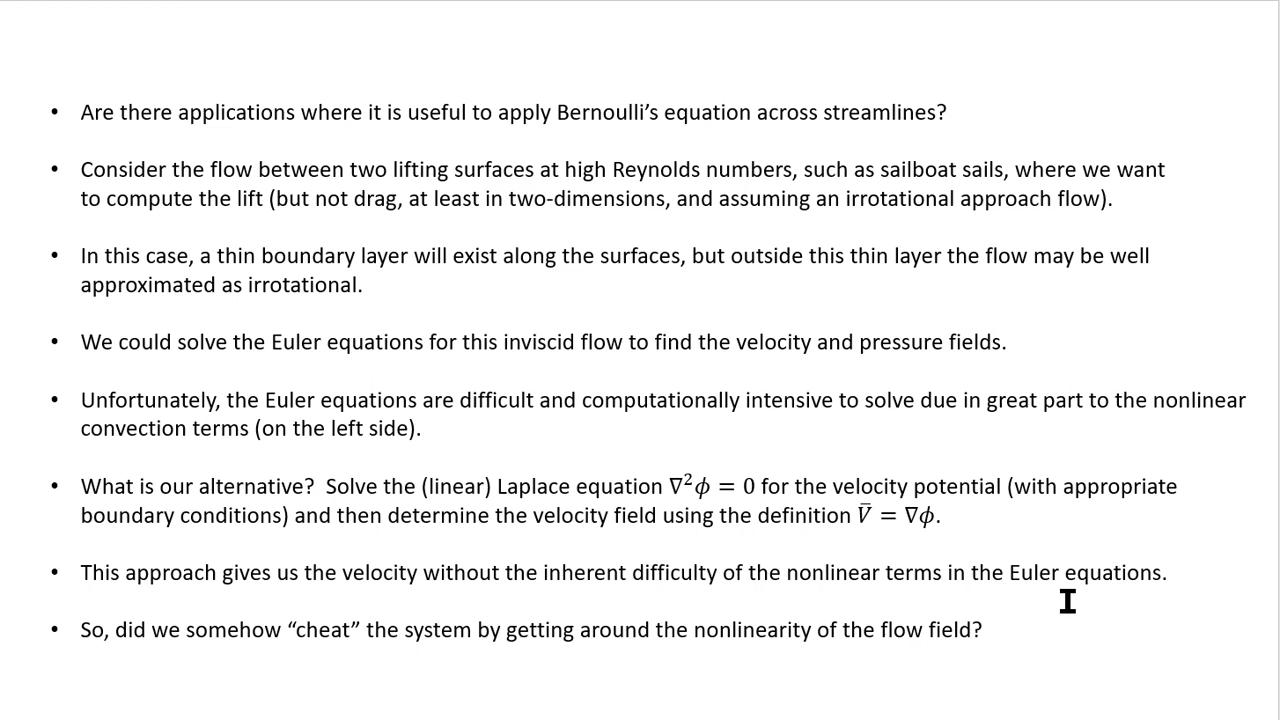 • Are there applications where it is useful to apply Bernoulli’s equation across streamlines?
• Consider the flow between two lifting surfaces at high Reynolds numbers, such as sailboat sails, where we want
to compute the lift (but not drag, at least in two-dimensions, and assuming an irrotational approach flow).
• In this case, a thin boundary layer will exist along the surfaces, but outside this thin layer the flow may be well
approximated as irrotational.
• We could solve the Euler equations for this inviscid flow to find the velocity and pressure fields.
• Unfortunately, the Euler equations are difficult and computationally intensive to solve due in great part to the nonlinear
convection terms (on the left side).
• What is our alternative?  Solve the (linear) Laplace equation ∇²𝜙 = 0 for the velocity potential (with appropriate
boundary conditions) and then determine the velocity field using the definition V̄ = ∇𝜙.
• This approach gives us the velocity without the inherent difficulty of the nonlinear terms in the Euler equations.
• So, did we somehow “cheat” the system by getting around the nonlinearity of the flow field?